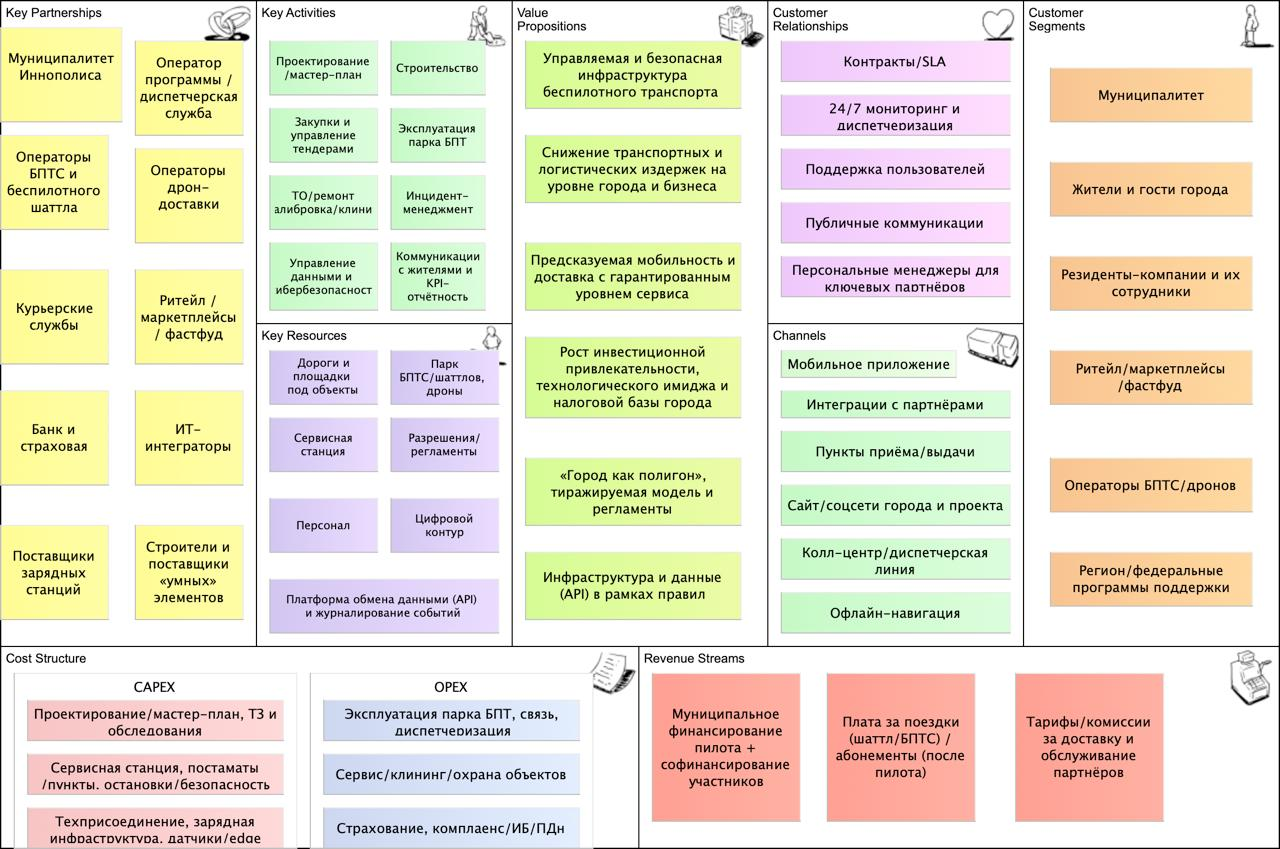 Key Partnerships
Муниципалитет
Иннополиса
Оператор
программы /
диспетчерская
служба
Операторы
БПТС и
беспилотного
шаттла
Операторы
дрон-
доставки
Курьерские
службы
Ритейл /
маркетплейсы
/ фастфуд
Банк и
страховая
ИТ-
интеграторы
Поставщики
зарядных
станций
Строители и
поставщики
«умных»
элементов
Key Activities
Проектирование
/мастер-план
Строительство
Закупки и
управление
тендерами
Эксплуатация
парка БПТ
ТО/ремонт
алибровка/клини
Инцидент-
менеджмент
Управление
данными и
ибербезопасност
Коммуникации
с жителями и
KPI-
отчётность
Key Resources
Дороги и
площадки
под объекты
Парк
БПТС/шаттлов,
дроны
Сервисная
станция
Разрешения/
регламенты
Персонал
Цифровой
контур
Платформа обмена данными (API)
и журналирование событий
Value
Propositions
Управляемая и безопасная
инфраструктура
беспилотного транспорта
Снижение транспортных и
логистических издержек на
уровне города и бизнеса
Предсказуемая мобильность и
доставка с гарантированным
уровнем сервиса
Рост инвестиционной
привлекательности,
технологического имиджа и
налоговой базы города
«Город как полигон»,
тиражируемая модель и
регламенты
Инфраструктура и данные
(API) в рамках правил
Customer
Relationships
Контракты/SLA
24/7 мониторинг и
диспетчеризация
Поддержка пользователей
Публичные коммуникации
Персональные менеджеры для
ключевых партнёров
Channels
Мобильное приложение
Интеграции с партнёрами
Пункты приёма/выдачи
Сайт/соцсети города и проекта
Колл-центр/диспетчерская
линия
Офлайн-навигация
Customer
Segments
Муниципалитет
Жители и гости города
Резиденты-компании и их
сотрудники
Ритейл/маркетплейсы
/фастфуд
Операторы БПТС/дронов
Регион/федеральные
программы поддержки
Cost Structure
CAPEX
Проектирование/мастер-план, ТЗ и
обследования
Сервисная станция, постаматы
/пункты, остановки/безопасность
Техприсоединение, зарядная
инфраструктура, датчики/edge
OPEX
Эксплуатация парка БПТ, связь,
диспетчеризация
Сервис/клининг/охрана объектов
Страхование, комплаенс/ИБ/ПДн
Revenue Streams
Муниципальное
финансирование
пилота +
софинансирование
участников
Плата за поездки
(шаттл/БПТС) /
абонементы (после
пилота)
Тарифы/комиссии
за доставку и
обслуживание
партнёров